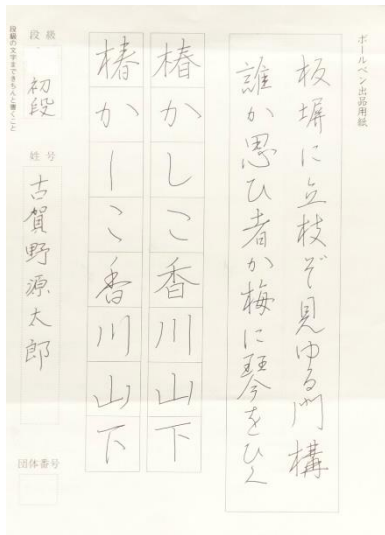 ボールペン出品用紙
板塀に立枝ぞ見ゆる門構
誰か思ひ者か梅に琴をひく
椿かしこ香川山下
椿かしこ香川山下
段級
初段
姓号
古賀野源太郎
団体番号
段級の文字まできちんと書くこと